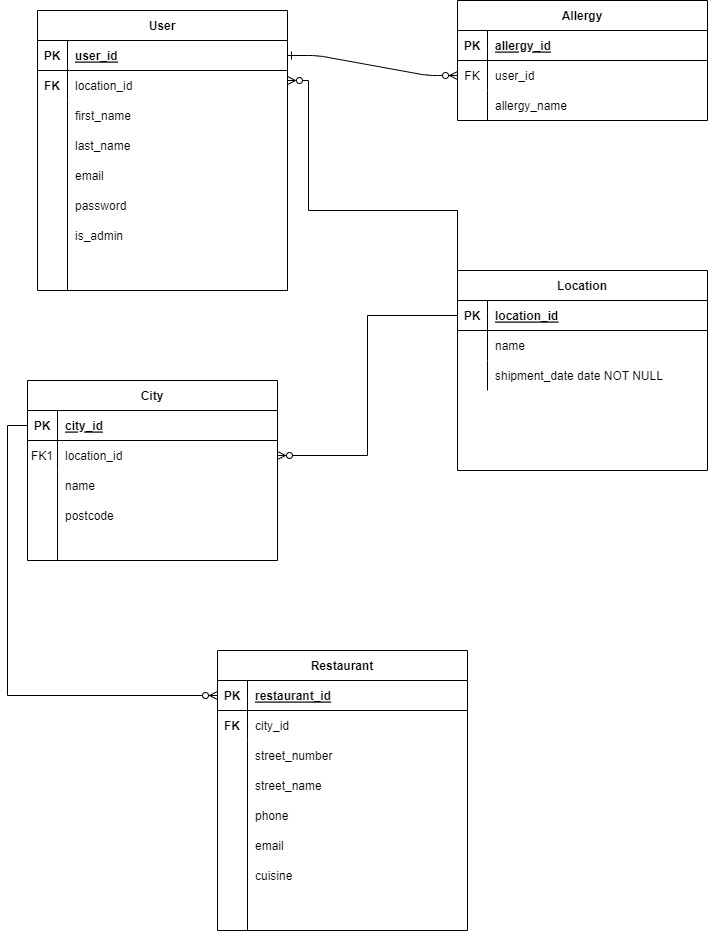 User
PK user_id
FK location_id
first_name
last_name
email
password
is_admin
Allergy
PK allergy_id
FK user_id
allergy_name
Location
PK location_id
name
shipment_date date NOT NULL
City
PK city_id
FK1 location_id
name
postcode
Restaurant
PK restaurant_id
FK city_id
street_number
street_name
phone
email
cuisine